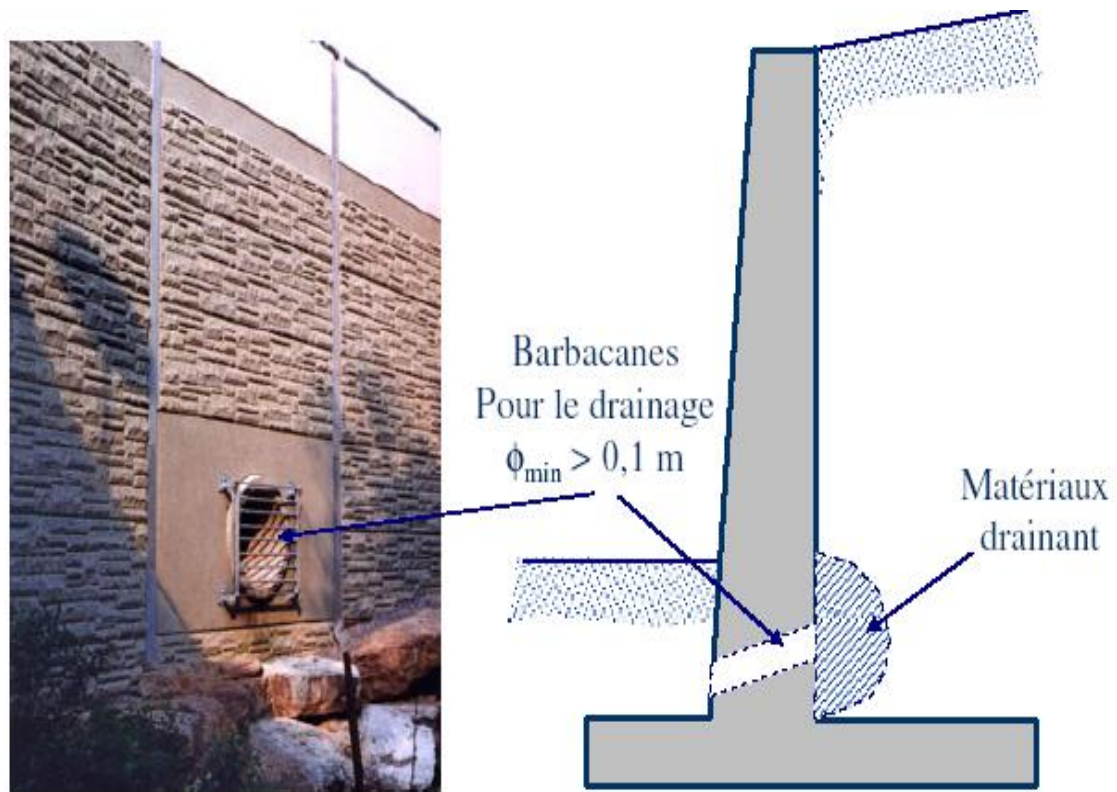 Barbacanes
Pour le drainage
ϕmin > 0,1 m
Matériaux
drainant